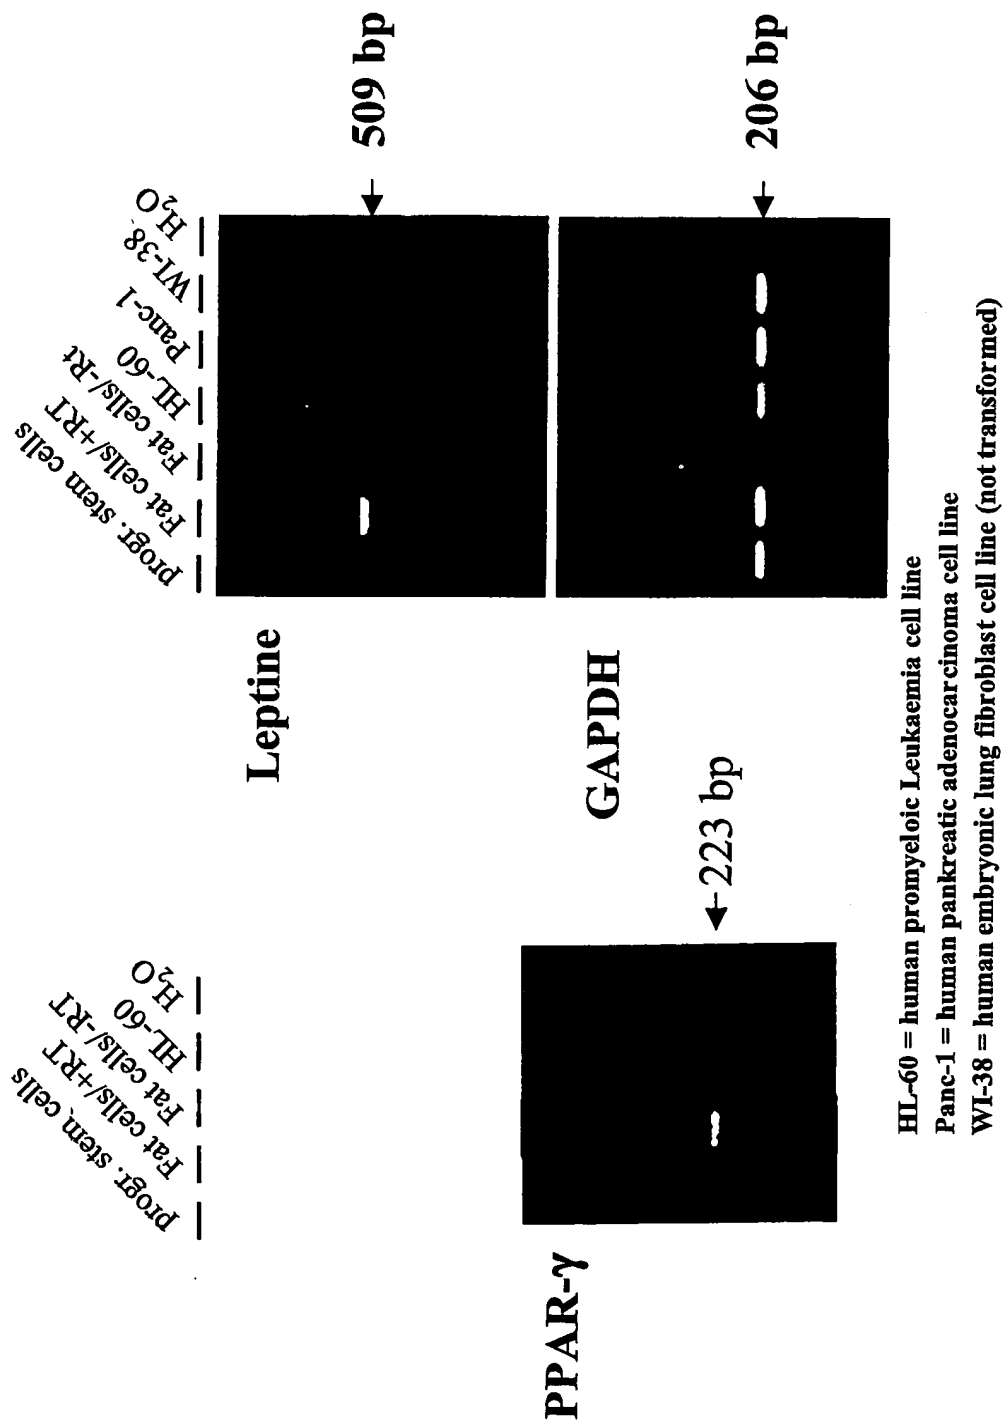 progr. stem cells
Fat cells/+RT
Fat cells/-RT
HL-60
H₂O
PPAR-γ
223 bp
progr. stem cells
Fat cells/+RT
Fat cells/-Rt
HL-60
Panc-1
WI-38
H₂O
Leptine
509 bp
GAPDH
206 bp
HL-60 = human promyeloic Leukaemia cell line
Panc-1 = human pankreatic adenocarcinoma cell line
WI-38 = human embryonic lung fibroblast cell line (not transformed)